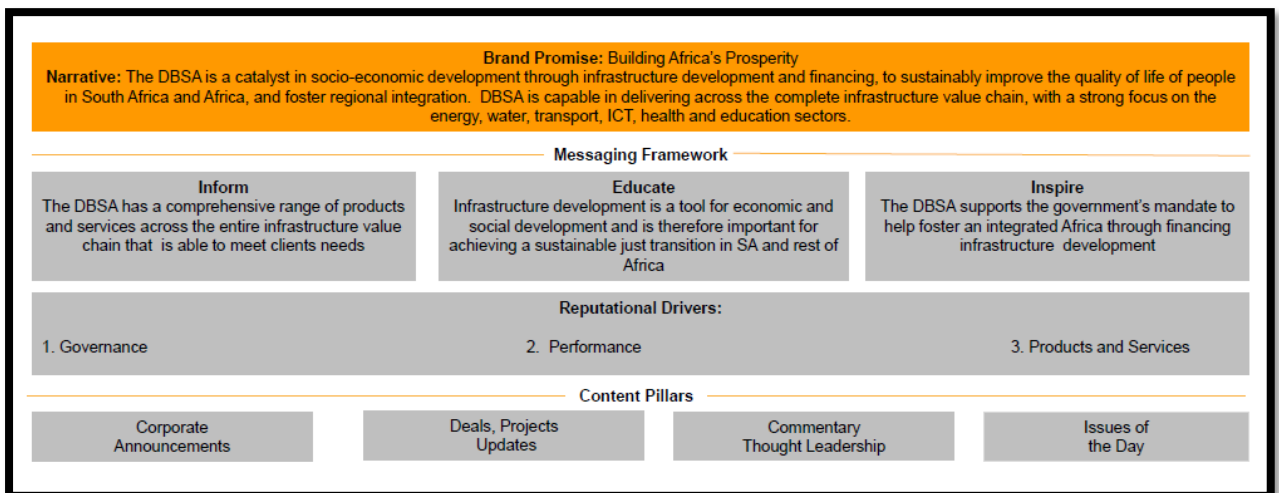 Brand Promise: Building Africa's Prosperity
Narrative: The DBSA is a catalyst in socio-economic development through infrastructure development and financing, to sustainably improve the quality of life of people
in South Africa and Africa, and foster regional integration. DBSA is capable in delivering across the complete infrastructure value chain, with a strong focus on the
energy, water, transport, ICT, health and education sectors.
Messaging Framework
Inform
The DBSA has a comprehensive range of products
and services across the entire infrastructure value
chain that is able to meet clients needs
Educate
Infrastructure development is a tool for economic and
social development and is therefore important for
achieving a sustainable just transition in SA and rest of
Africa
Inspire
The DBSA supports the government's mandate to
help foster an integrated Africa through financing
infrastructure development
Reputational Drivers:
1. Governance
2. Performance
3. Products and Services
Content Pillars
Corporate
Announcements
Deals, Projects
Updates
Commentary
Thought Leadership
Issues of
the Day